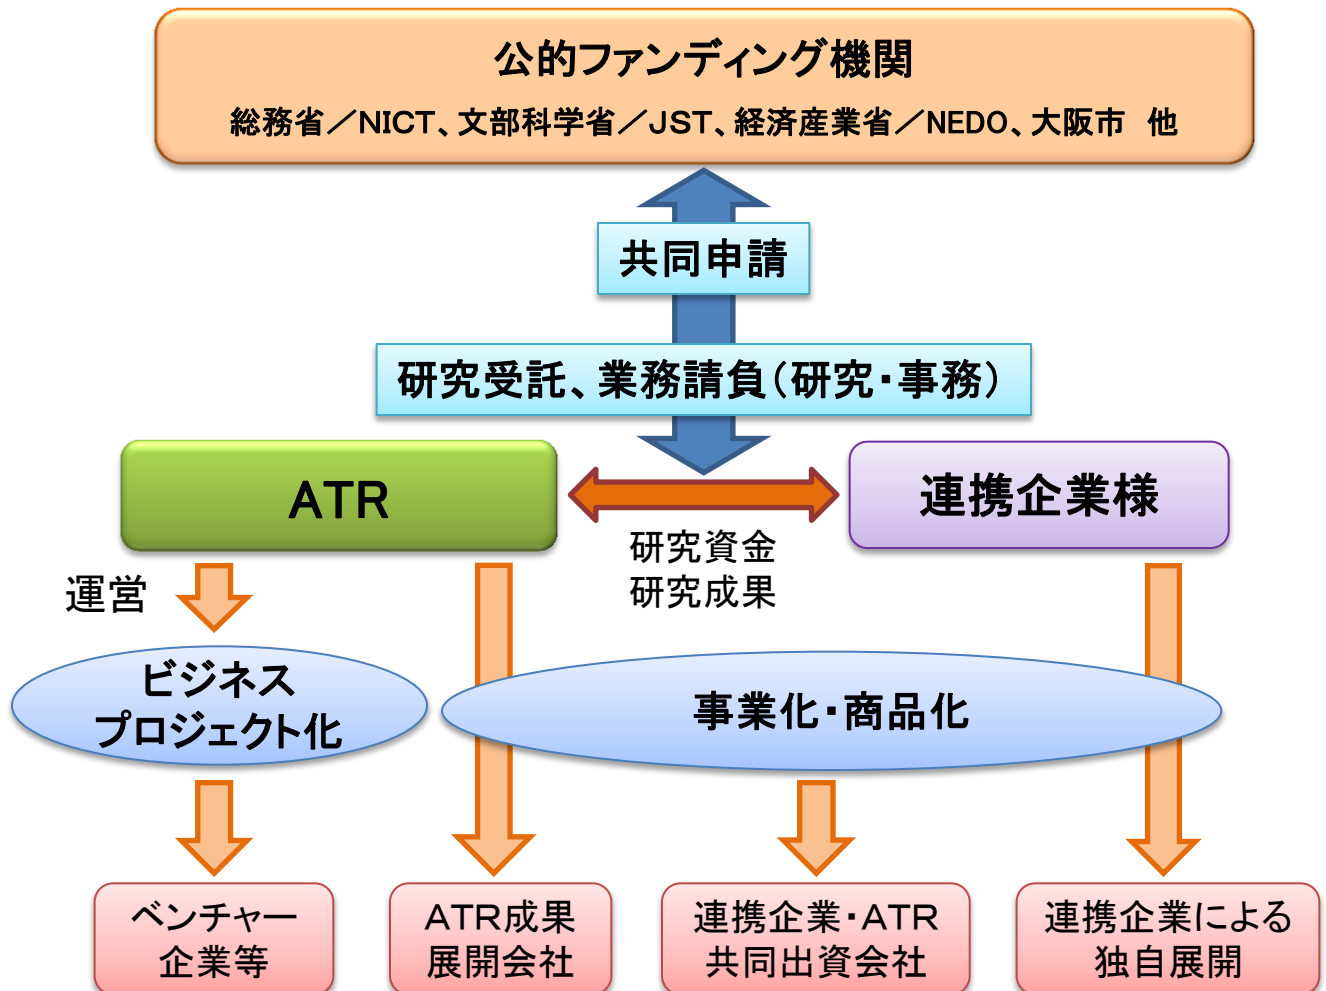 公的ファンディング機関
総務省／NICT、文部科学省／JST、経済産業省／NEDO、大阪市　他
共同申請
研究受託、業務請負（研究・事務）
ATR
連携企業様
研究資金
研究成果
運営
ビジネス
プロジェクト化
事業化・商品化
ベンチャー
企業等
ATR成果
展開会社
連携企業・ATR
共同出資会社
連携企業による
独自展開